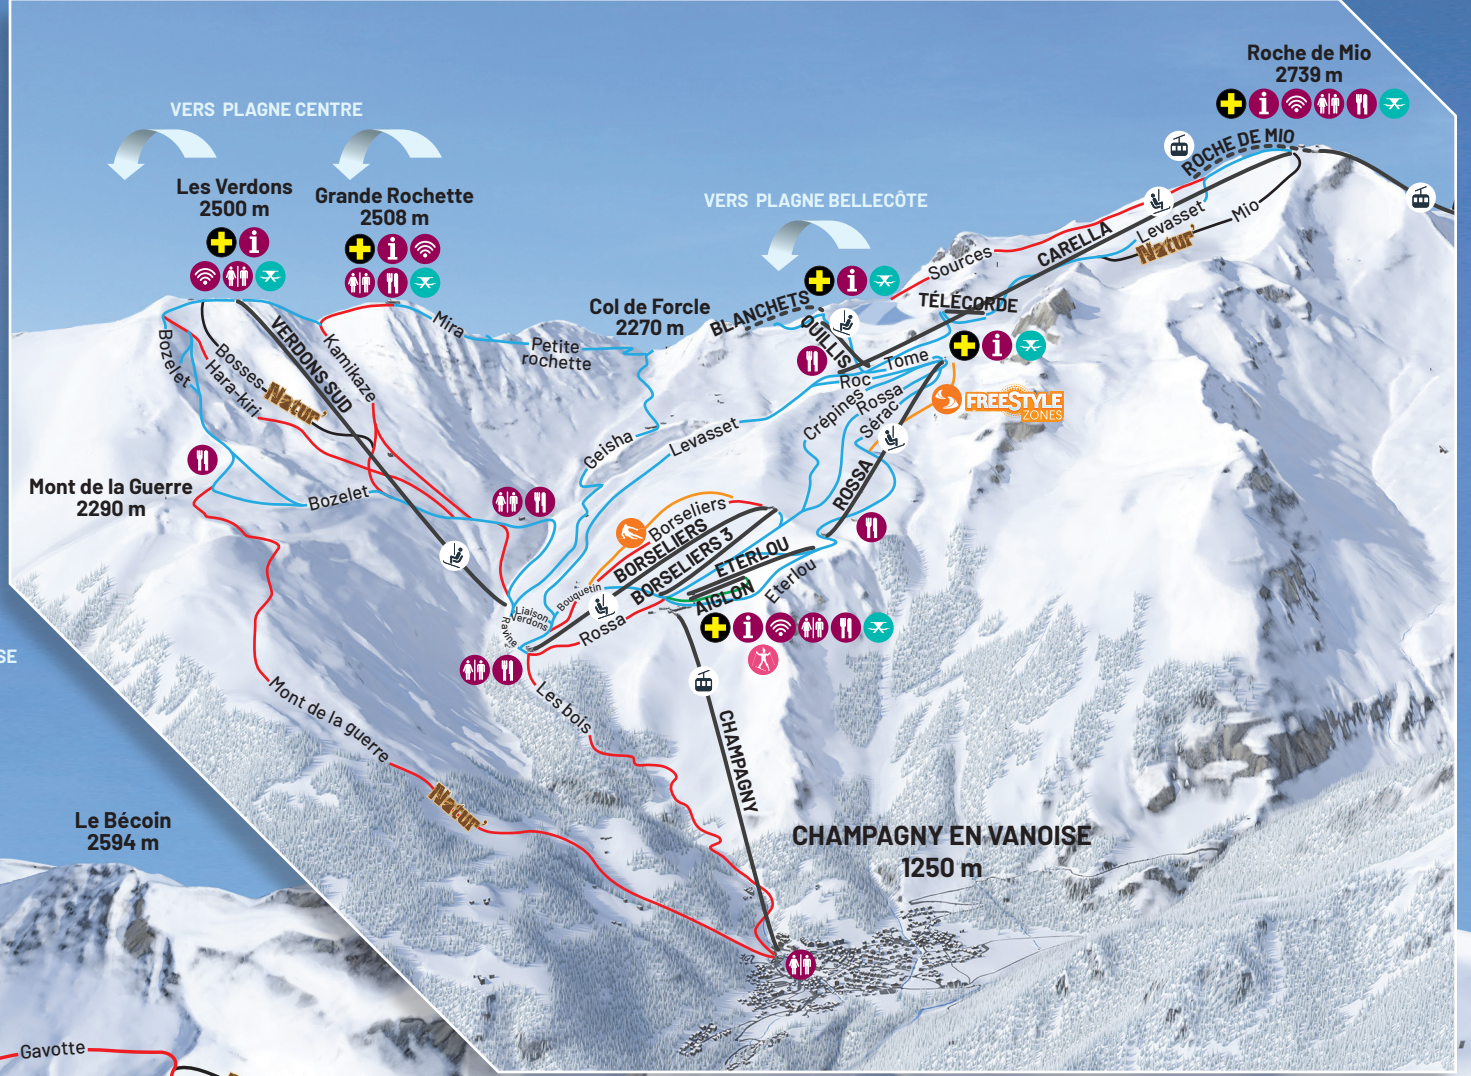 Roche de Mio
2739 m
VERS PLAGNE CENTRE
ROCHE DE MIO
Les Verdons
2500 m
Grande Rochette
2508 m
VERS PLAGNE BELLECÔTE
Levasset
Mio
CARELLA
Natur'
Sources
Col de Forcle
2270 m
BLANCHETS
TÉLÉCORDE
QUILLIS
Mira
Petite
rochette
VERDONS SUD
Kamikaze
Bozelet
Bosses
Hara-kiri
Natur'
Tome
Roc
Rossa
Crépines
Sérac
FREESTYLE
ZONES
Levasset
Geisha
ROSSA
Mont de la Guerre
2290 m
Bozelet
Borseliers
BORSELIERS
BORSELIERS 3
ETERLOU
AIGLON
Eterlou
Bouquetin
Liaison
Verdons
Ravine
Rossa
SE
Les bois
Mont de la guerre
CHAMPAGNY
Natur'
Le Bécoin
2594 m
CHAMPAGNY EN VANOISE
1250 m
Gavotte